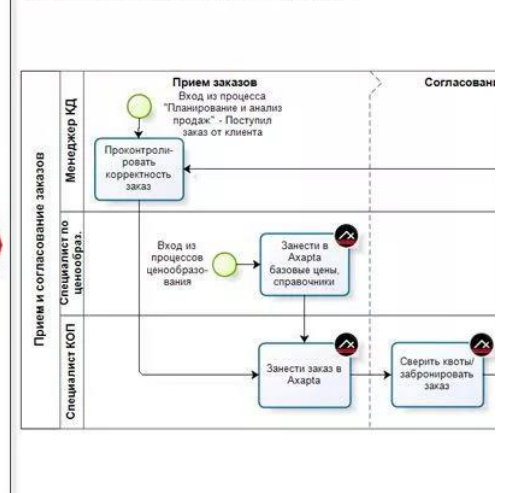 Прием заказов
Согласован
Вход из процесса
"Планирование и анализ
продаж" - Поступил
заказ от клиента
Прием и согласование заказов
Менеджер КД
Проконтроли-
ровать
корректность
заказ
Специалист по
ценообраз.
Вход из
процессов
ценообразо-
вания
Занести в
Axapta
базовые цены,
справочники
Специалист КОП
Занести заказ в
Axapta
Сверить квоты/
забронировать
заказ